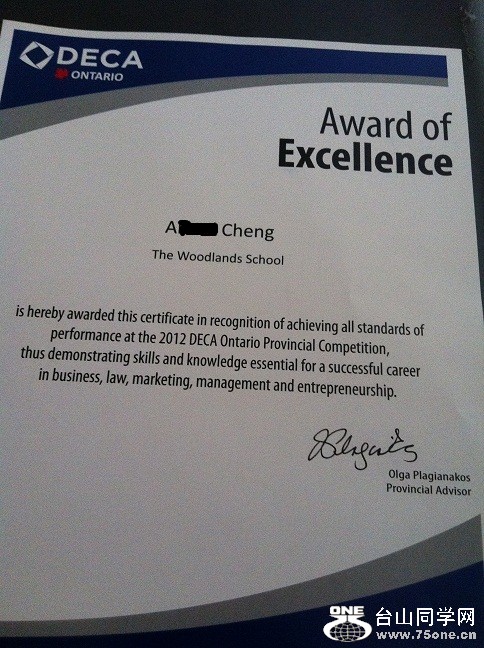 DECA
ONTARIO
Award of
Excellence
A Cheng
The Woodlands School
is hereby awarded this certificate in recognition of achieving all standards of
performance at the 2012 DECA Ontario Provincial Competition,
thus demonstrating skills and knowledge essential for a successful career
in business, law, marketing, management and entrepreneurship.
Olga Plagianakos
Provincial Advisor
ONE
台山同学网
www.75one.cn